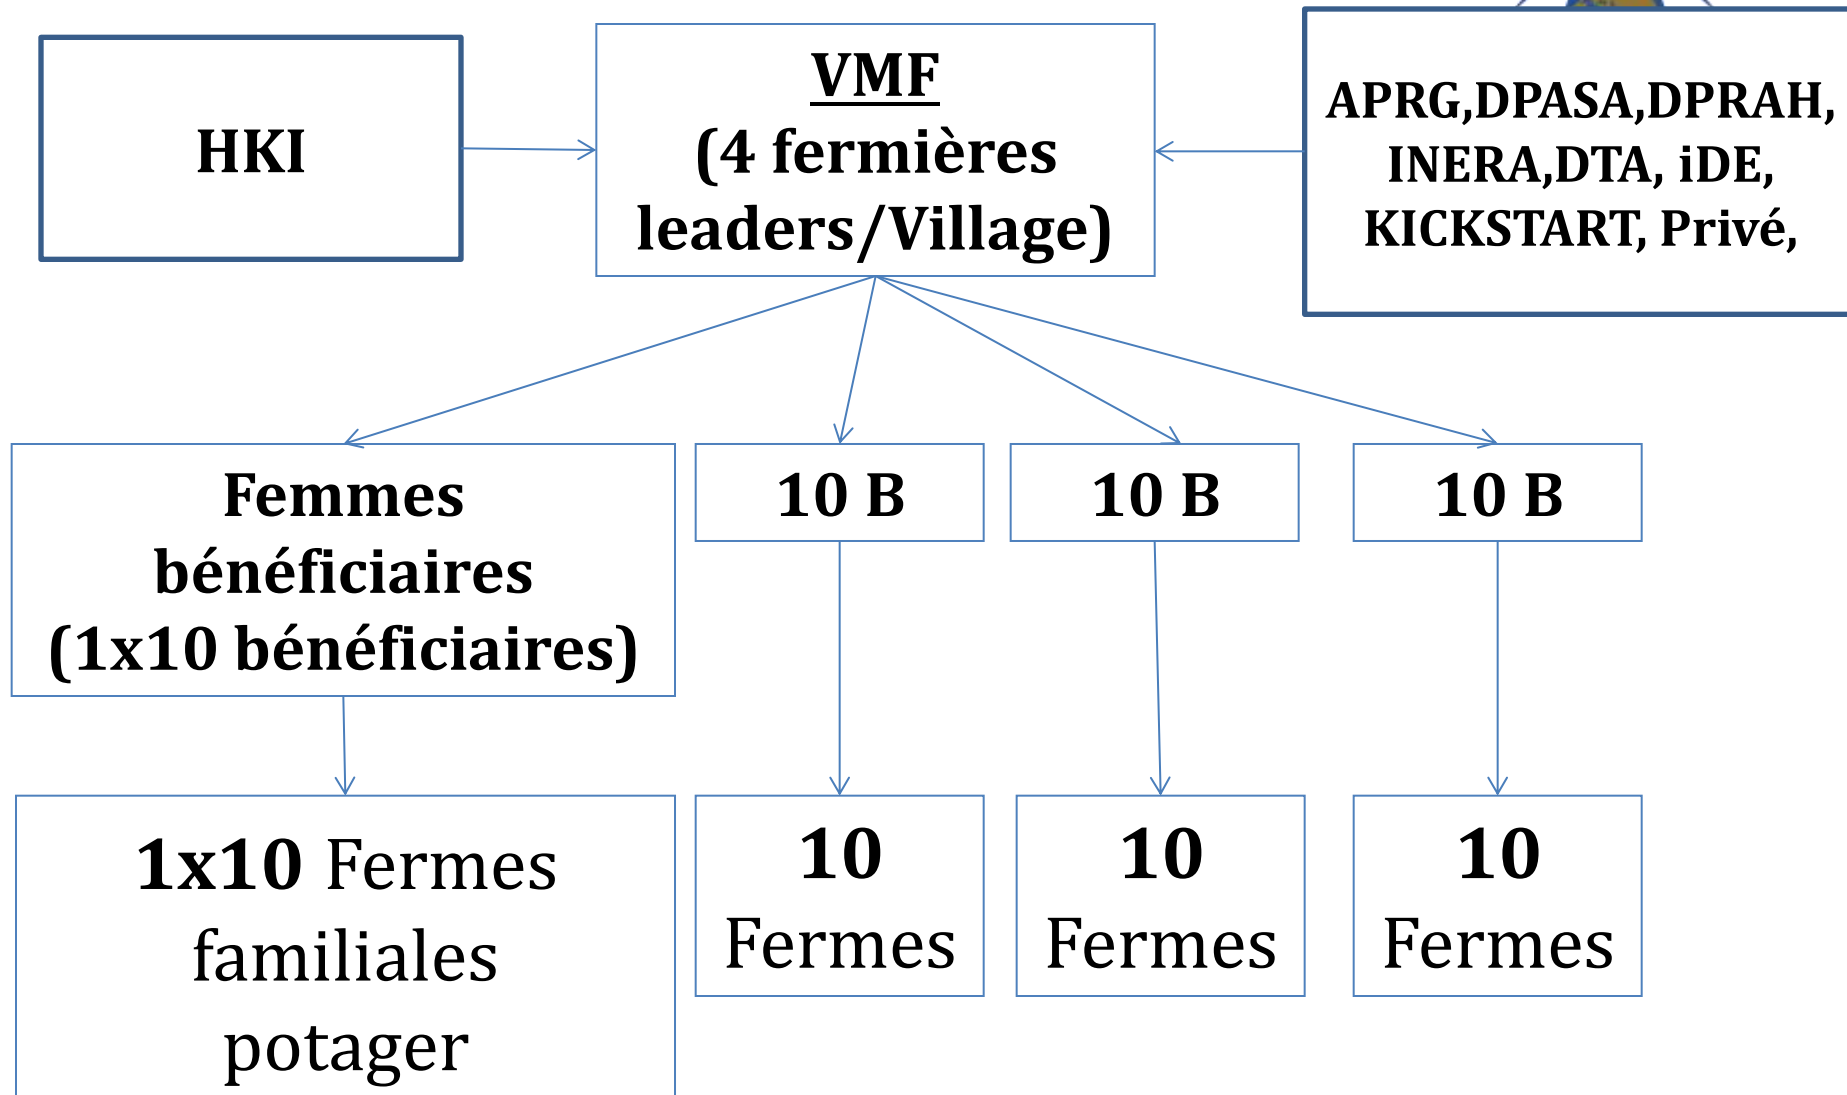 HKI
VMF
(4 fermières
leaders/Village)
APRG,DPASA,DPRAH,
INERA,DTA, iDE,
KICKSTART, Privé,
Femmes
bénéficiaires
(1x10 bénéficiaires)
10 B
10 B
10 B
1x10 Fermes
familiales
potager
10
Fermes
10
Fermes
10
Fermes